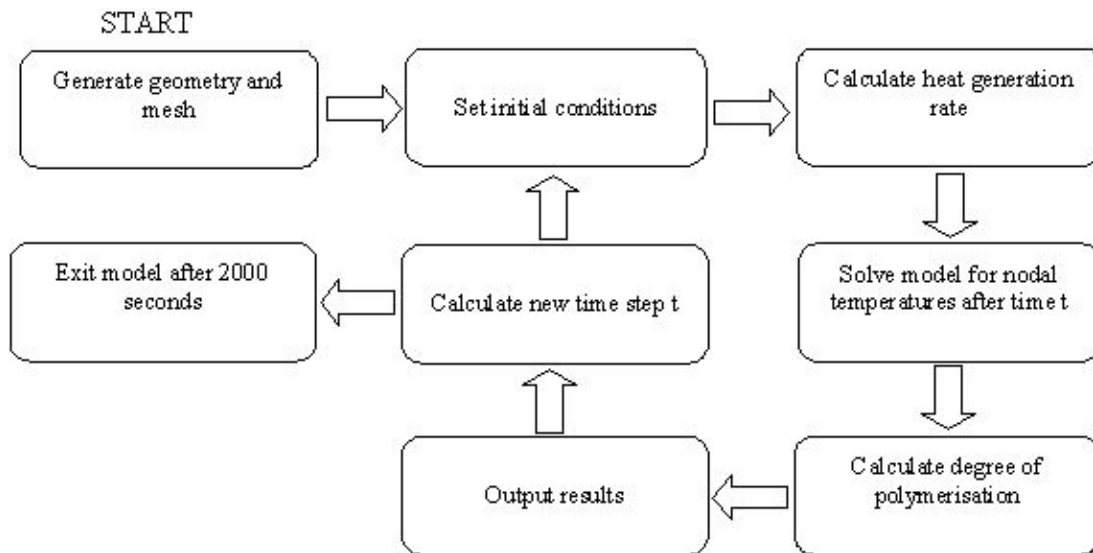 START
Generate geometry and
mesh
Set initial conditions
Calculate heat generation
rate
Exit model after 2000
seconds
Calculate new time step t
Solve model for nodal
temperatures after time t
Output results
Calculate degree of
polymerisation